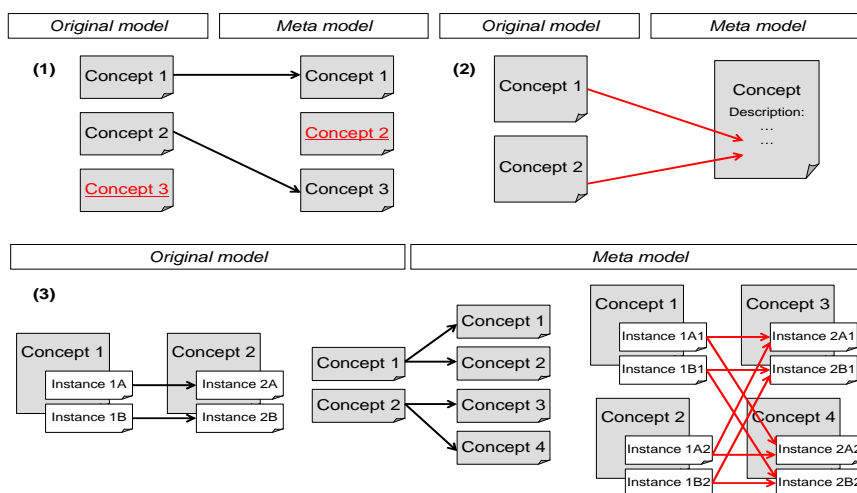 Original model
Meta model
Original model
Meta model
(1)
Concept 1
Concept 1
Concept 2
Concept 2
Concept 3
Concept 3
(2)
Concept 1
Concept 2
Concept
Description:
...
...
Original model
Meta model
(3)
Concept 1
Instance 1A
Instance 1B
Concept 2
Instance 2A
Instance 2B
Concept 1
Concept 2
Concept 1
Concept 2
Concept 3
Concept 4
Concept 1
Instance 1A1
Instance 1B1
Concept 3
Instance 2A1
Instance 2B1
Concept 2
Instance 1A2
Instance 1B2
Concept 4
Instance 2A2
Instance 2B2